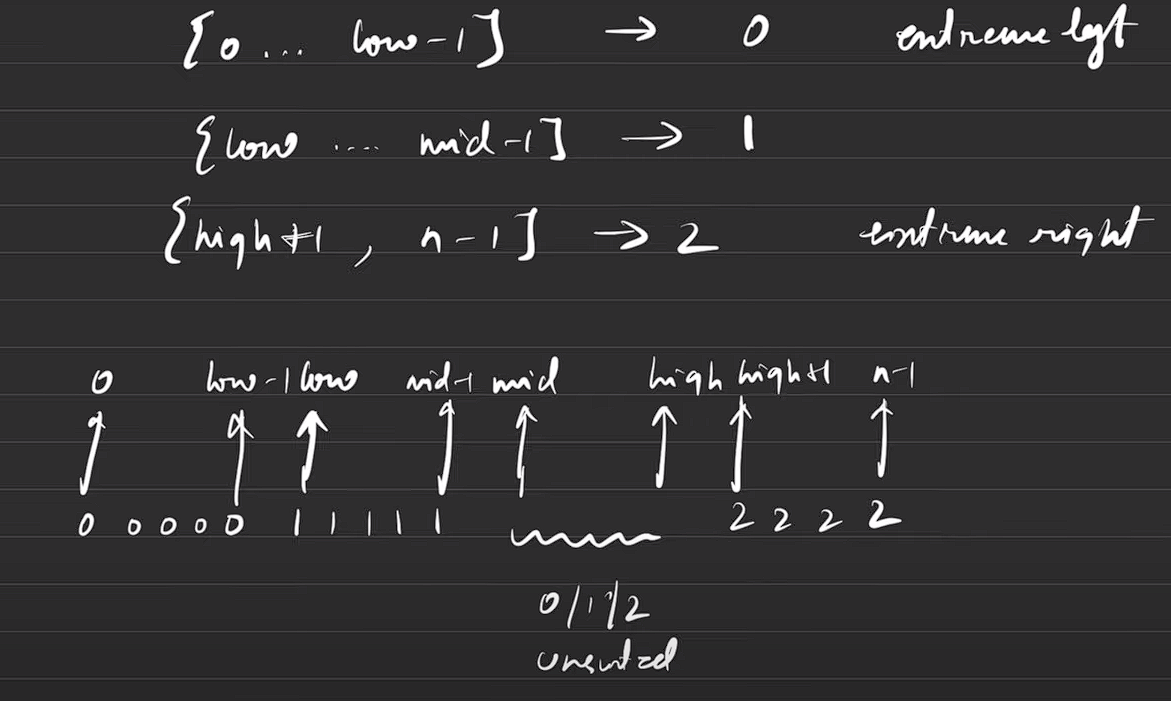 [0 ... low-1] → 0 extreme left
{low .... mid-1] → 1
{high+1, n-1] → 2 extreme right
0 low-1 low mid-1 mid high high+1 n-1
0 0 0 0 0 1 1 1 1 1 2 2 2 2
0/1/2
unsorted